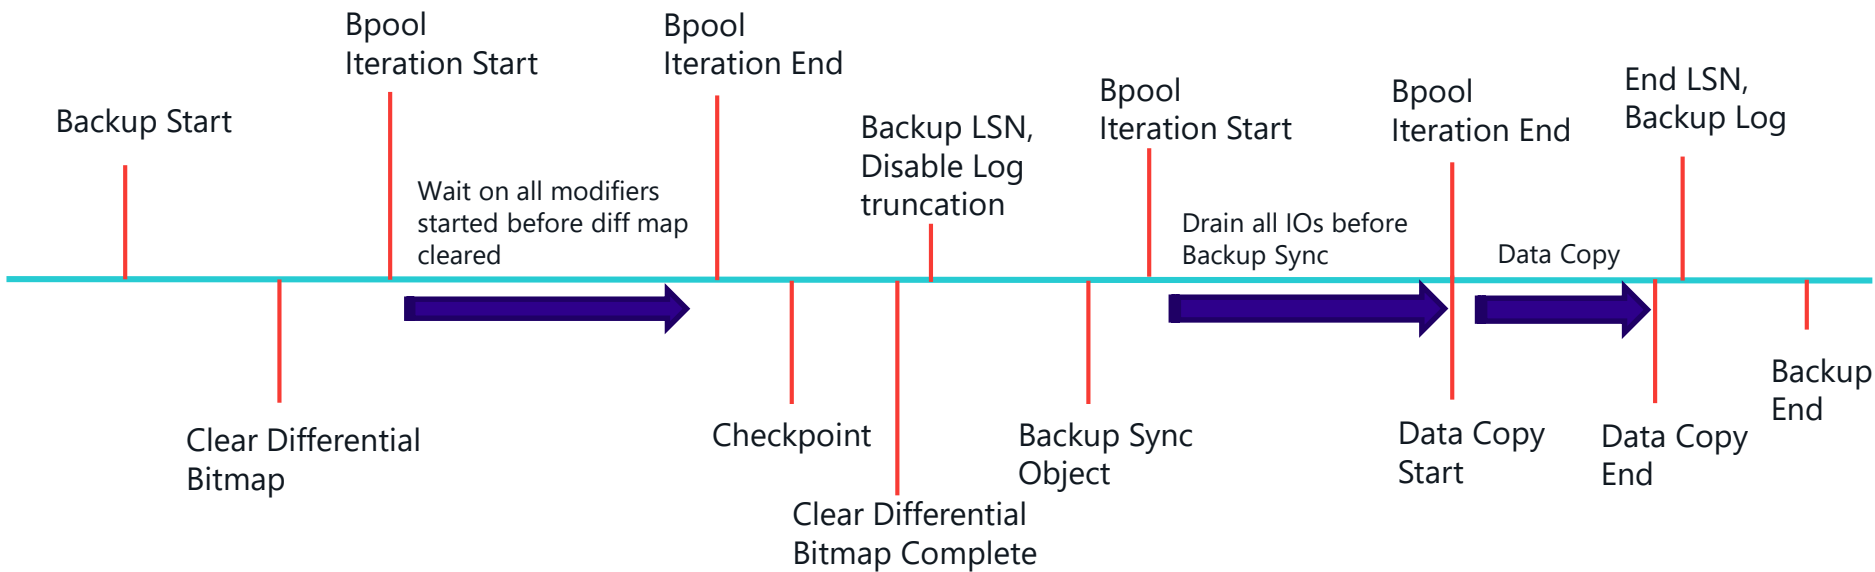 Backup Start
Clear Differential
Bitmap
Bpool
Iteration Start
Wait on all modifiers
started before diff map
cleared
Bpool
Iteration End
Checkpoint
Clear Differential
Bitmap Complete
Backup LSN,
Disable Log
truncation
Backup Sync
Object
Bpool
Iteration Start
Drain all IOs before
Backup Sync
Bpool
Iteration End
Data Copy
Start
Data Copy
Data Copy
End
End LSN,
Backup Log
Backup
End